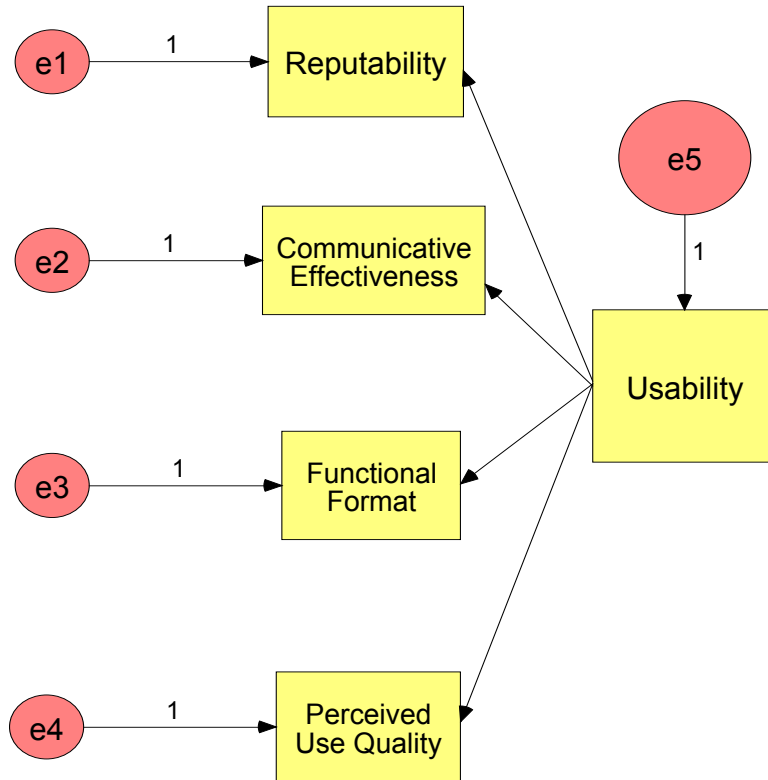 e1
1
Reputability
e5
1
e2
1
Communicative
Effectiveness
Usability
e3
1
Functional
Format
e4
1
Perceived
Use Quality